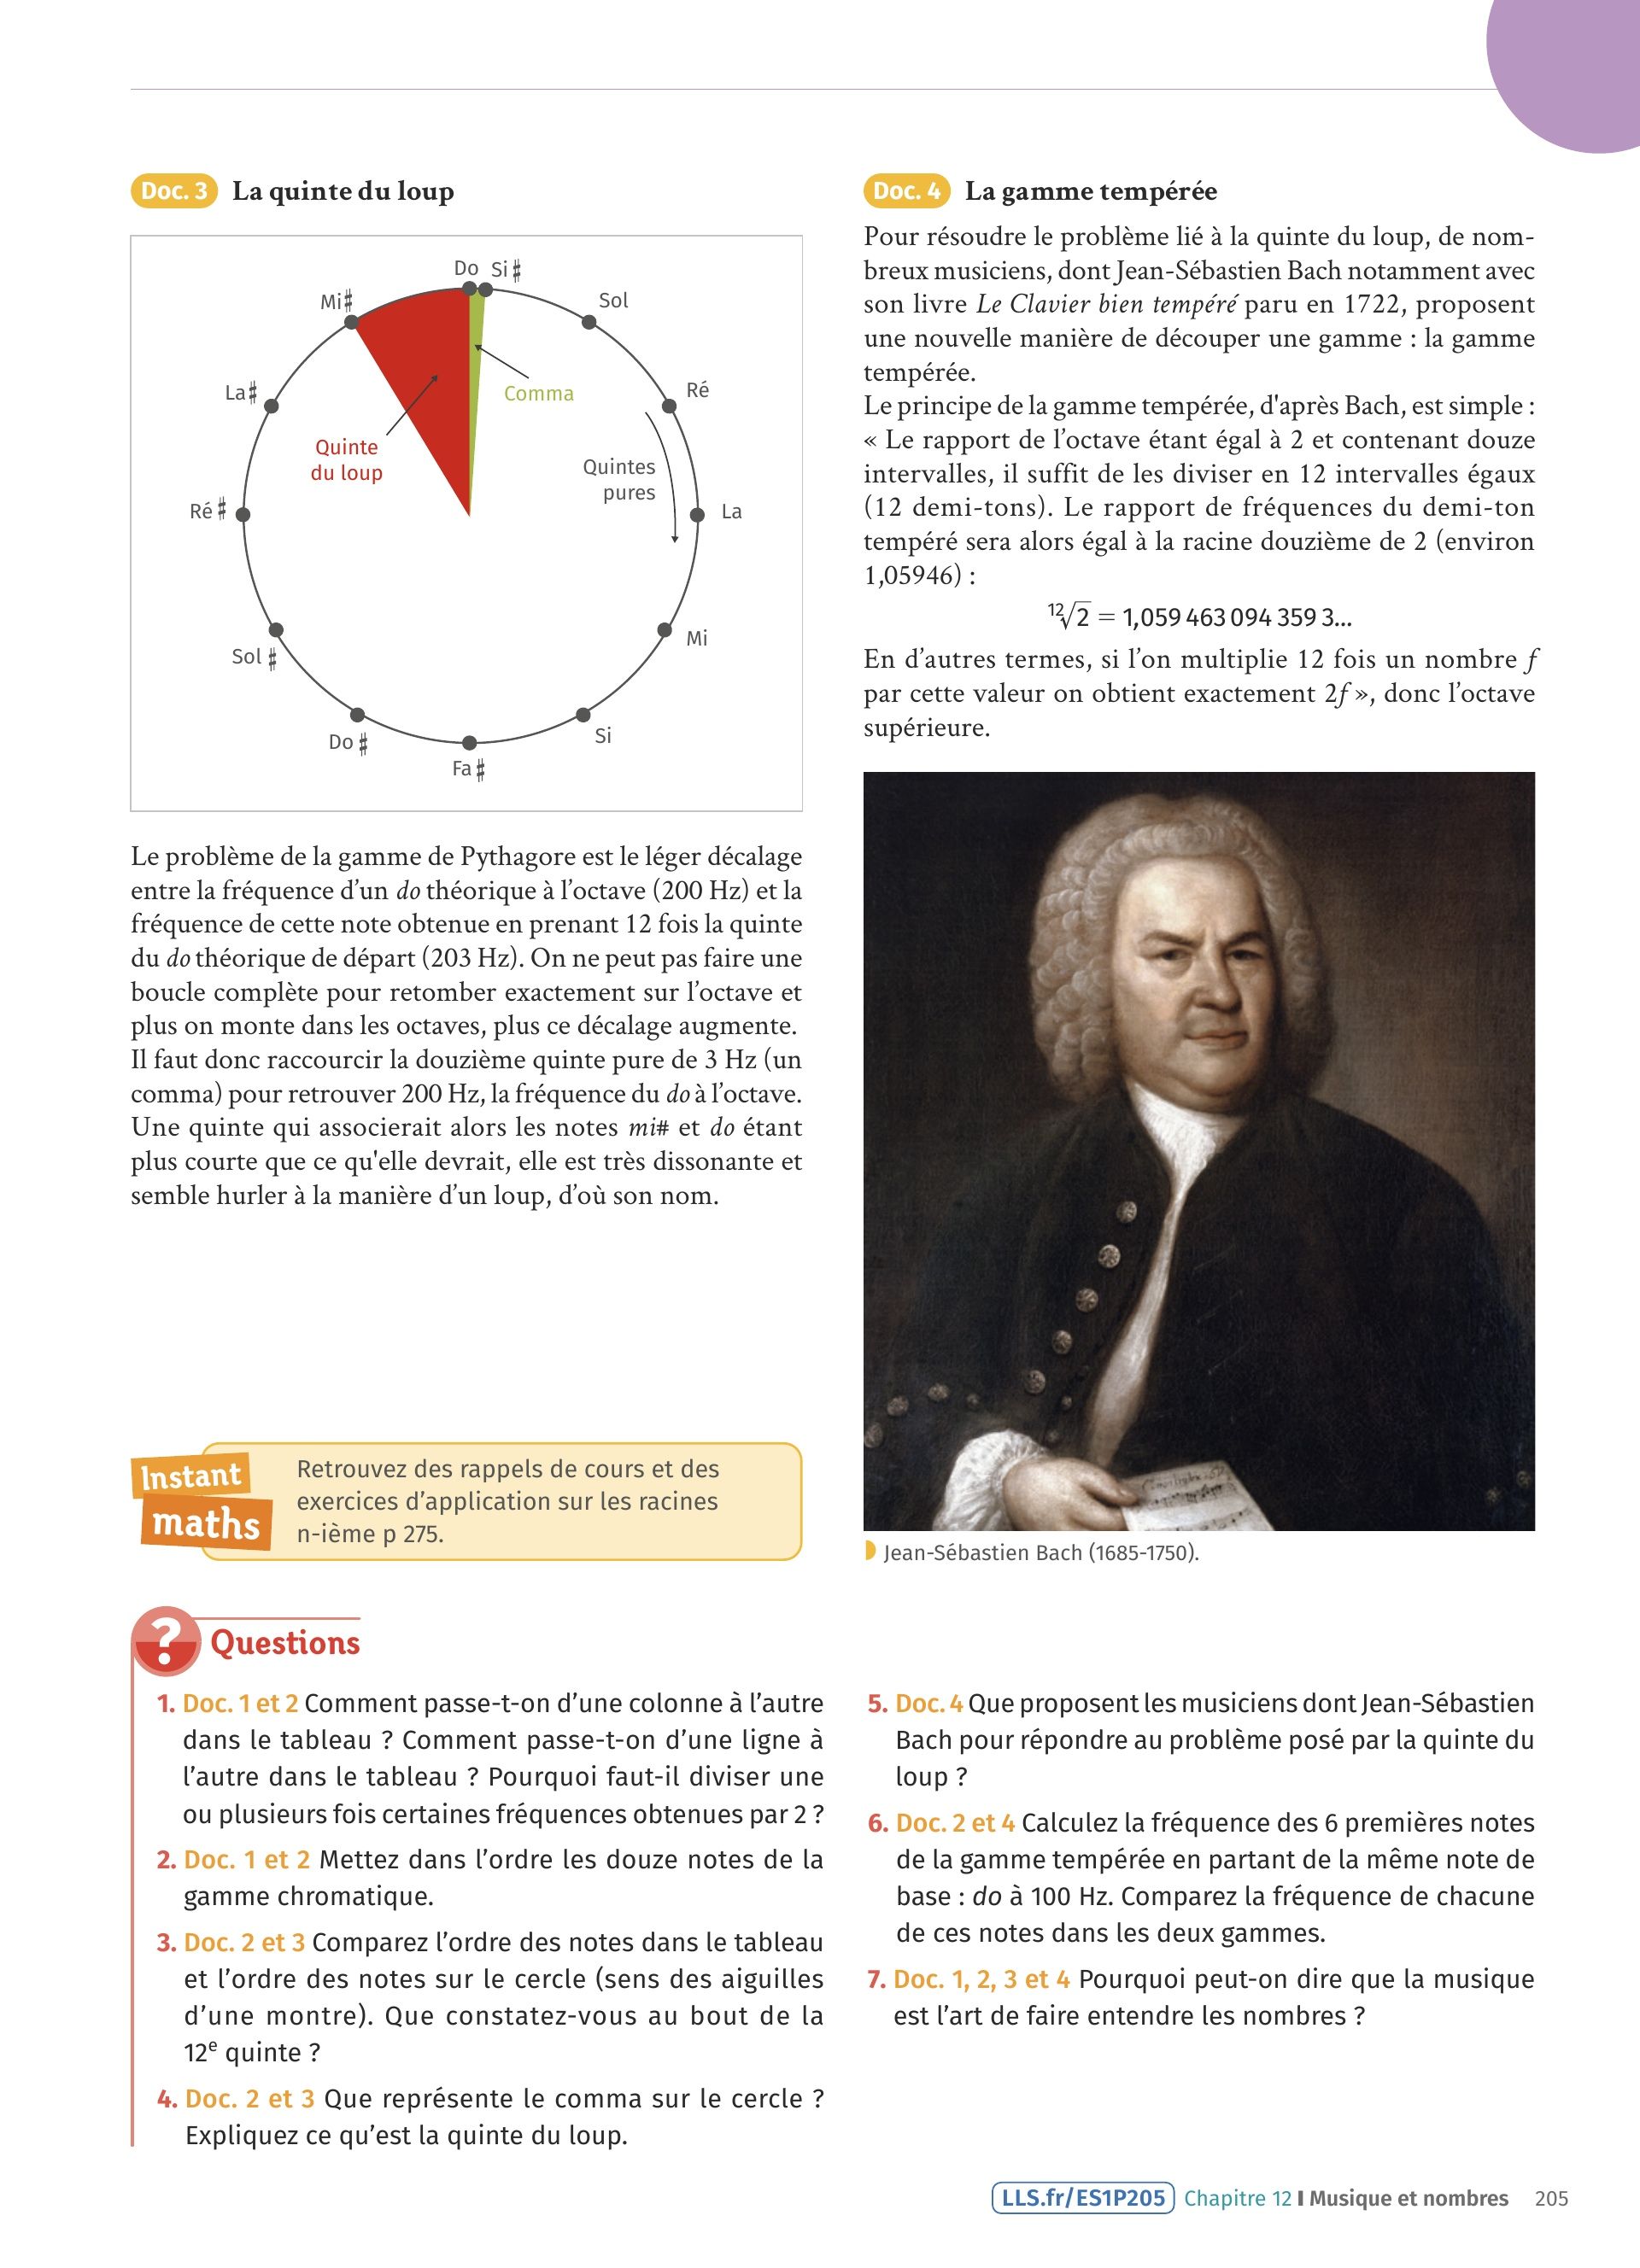 Doc. 3 La quinte du loup
Do Si♯
Mi♯
Sol
La♯
Ré
Comma
Quinte
du loup
Quintes
pures
Ré♯
La
Sol♯
Mi
Do♯
Si
Fa♯
Le problème de la gamme de Pythagore est le léger décalage
entre la fréquence d’un do théorique à l’octave (200 Hz) et la
fréquence de cette note obtenue en prenant 12 fois la quinte
du do théorique de départ (203 Hz). On ne peut pas faire une
boucle complète pour retomber exactement sur l’octave et
plus on monte dans les octaves, plus ce décalage augmente.
Il faut donc raccourcir la douzième quinte pure de 3 Hz (un
comma) pour retrouver 200 Hz, la fréquence du do à l’octave.
Une quinte qui associerait alors les notes mi# et do étant
plus courte que ce qu'elle devrait, elle est très dissonante et
semble hurler à la manière d’un loup, d’où son nom.
Instant
maths
Retrouvez des rappels de cours et des
exercices d’application sur les racines
n-ième p 275.
Doc. 4 La gamme tempérée
Pour résoudre le problème lié à la quinte du loup, de nom-
breux musiciens, dont Jean-Sébastien Bach notamment avec
son livre Le Clavier bien tempéré paru en 1722, proposent
une nouvelle manière de découper une gamme : la gamme
tempérée.
Le principe de la gamme tempérée, d'après Bach, est simple :
« Le rapport de l’octave étant égal à 2 et contenant douze
intervalles, il suffit de les diviser en 12 intervalles égaux
(12 demi-tons). Le rapport de fréquences du demi-ton
tempéré sera alors égal à la racine douzième de 2 (environ
1,05946) :
¹²√2 = 1,059 463 094 359 3...
En d’autres termes, si l’on multiplie 12 fois un nombre f
par cette valeur on obtient exactement 2f », donc l’octave
supérieure.
Jean-Sébastien Bach (1685-1750).
? Questions
1. Doc. 1 et 2 Comment passe-t-on d’une colonne à l’autre
dans le tableau ? Comment passe-t-on d’une ligne à
l’autre dans le tableau ? Pourquoi faut-il diviser une
ou plusieurs fois certaines fréquences obtenues par 2 ?
2. Doc. 1 et 2 Mettez dans l’ordre les douze notes de la
gamme chromatique.
3. Doc. 2 et 3 Comparez l’ordre des notes dans le tableau
et l’ordre des notes sur le cercle (sens des aiguilles
d’une montre). Que constatez-vous au bout de la
12e quinte ?
4. Doc. 2 et 3 Que représente le comma sur le cercle ?
Expliquez ce qu’est la quinte du loup.
5. Doc. 4 Que proposent les musiciens dont Jean-Sébastien
Bach pour répondre au problème posé par la quinte du
loup ?
6. Doc. 2 et 4 Calculez la fréquence des 6 premières notes
de la gamme tempérée en partant de la même note de
base : do à 100 Hz. Comparez la fréquence de chacune
de ces notes dans les deux gammes.
7. Doc. 1, 2, 3 et 4 Pourquoi peut-on dire que la musique
est l’art de faire entendre les nombres ?
LLS.fr/ES1P205 Chapitre 12 I Musique et nombres 205